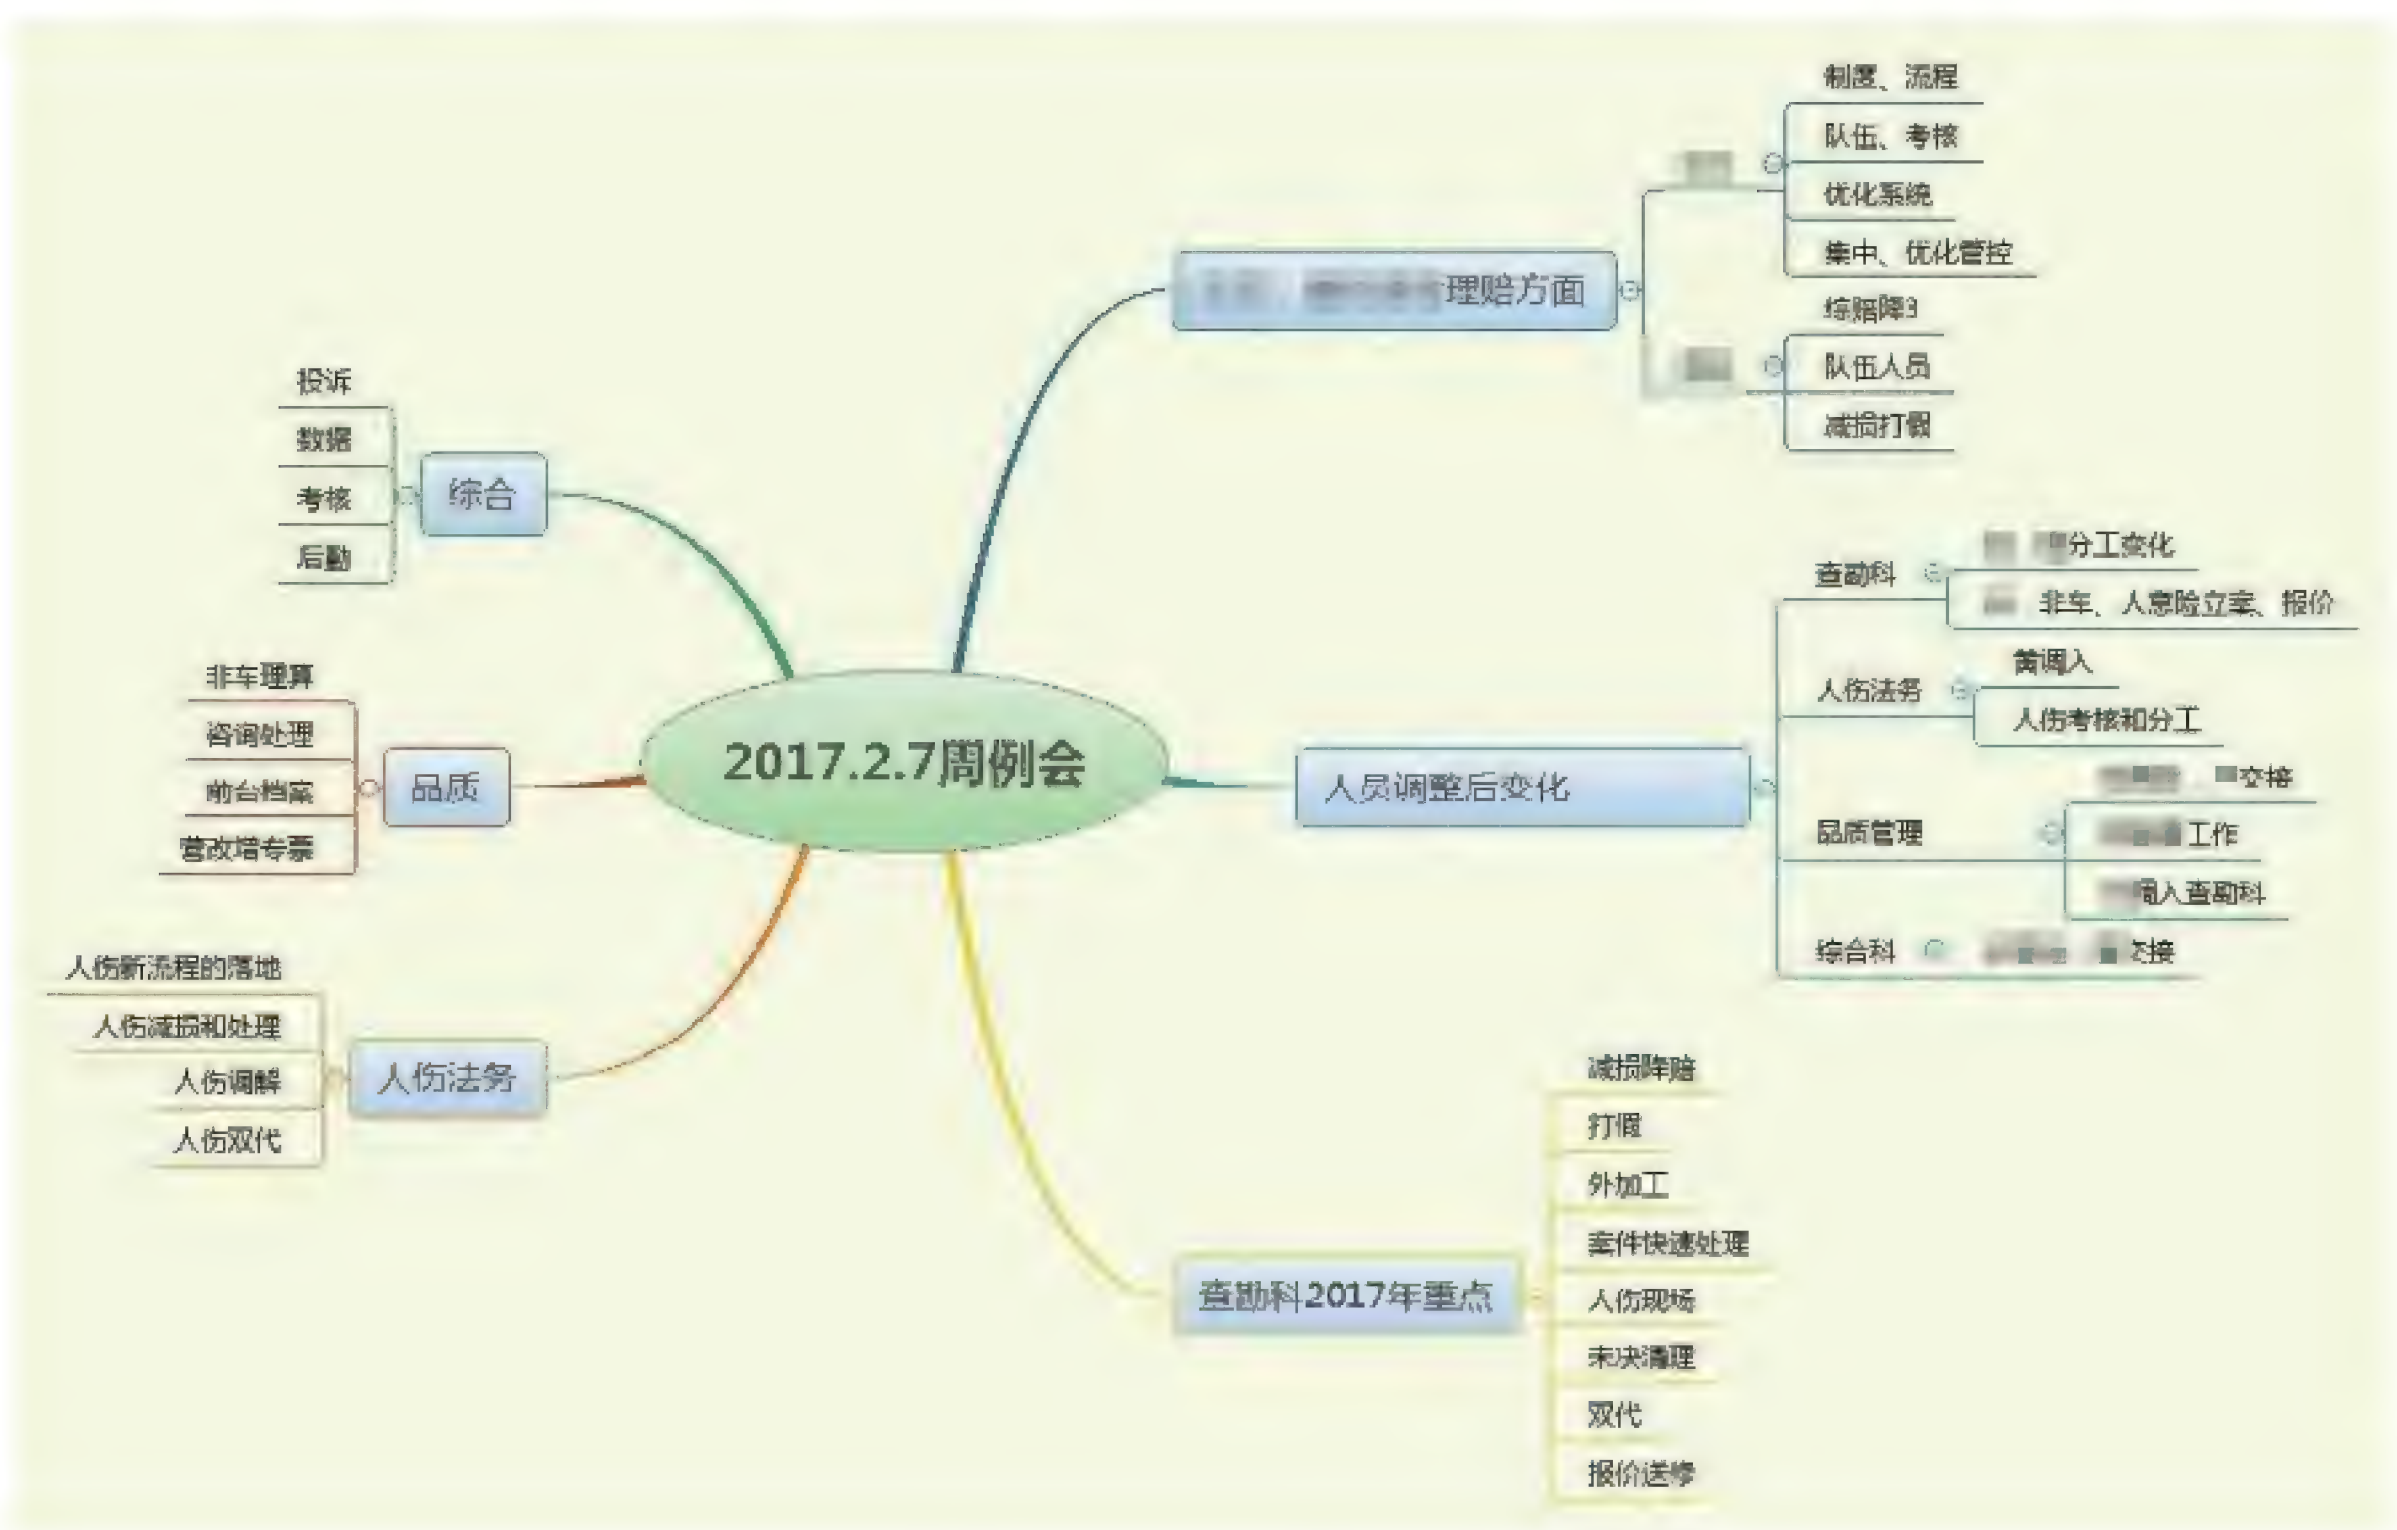 2017.2.7周例会
理赔方面
制度、流程
队伍、考核
优化系统
集中、优化管控
综赔降3
队伍人员
减损打假
人员调整后变化
查勘科
分工变化
非车、人意险立案、报价
人伤法务
黄调入
人伤考核和分工
品质管理
交接
工作
调入查勘科
综合科
交接
查勘科2017年重点
减损降赔
打假
外加工
案件快速处理
人伤现场
未决清理
双代
报价送修
综合
投诉
数据
考核
后勤
品质
非车理算
咨询处理
前台档案
营改增专票
人伤法务
人伤新流程的落地
人伤减损和处理
人伤调解
人伤双代